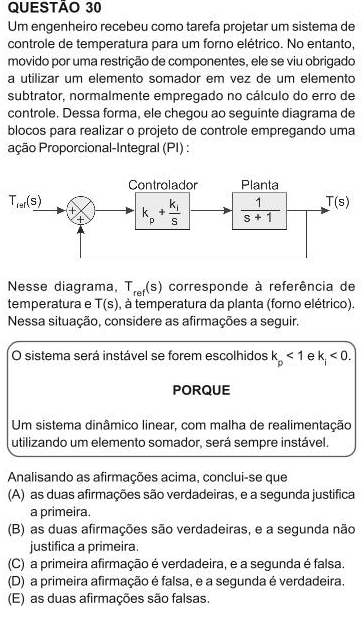 QUESTÃO 30
Um engenheiro recebeu como tarefa projetar um sistema de
controle de temperatura para um forno elétrico. No entanto,
movido por uma restrição de componentes, ele se viu obrigado
a utilizar um elemento somador em vez de um elemento
subtrator, normalmente empregado no cálculo do erro de
controle. Dessa forma, ele chegou ao seguinte diagrama de
blocos para realizar o projeto de controle empregando uma
ação Proporcional-Integral (PI) :
Controlador Planta
T_ref(s) + + k_p + k_i/s 1/(s + 1) T(s)
Nesse diagrama, T_ref(s) corresponde à referência de
temperatura e T(s), à temperatura da planta (forno elétrico).
Nessa situação, considere as afirmações a seguir.
O sistema será instável se forem escolhidos k_p < 1 e k_i < 0.
PORQUE
Um sistema dinâmico linear, com malha de realimentação
utilizando um elemento somador, será sempre instável.
Analisando as afirmações acima, conclui-se que
(A) as duas afirmações são verdadeiras, e a segunda justifica
a primeira.
(B) as duas afirmações são verdadeiras, e a segunda não
justifica a primeira.
(C) a primeira afirmação é verdadeira, e a segunda é falsa.
(D) a primeira afirmação é falsa, e a segunda é verdadeira.
(E) as duas afirmações são falsas.